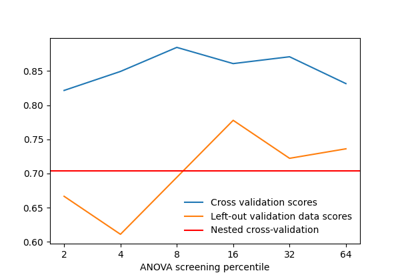 0.85
0.80
0.75
0.70
0.65
0.60
Cross validation scores
Left-out validation data scores
Nested cross-validation
2 4 8 16 32 64
ANOVA screening percentile